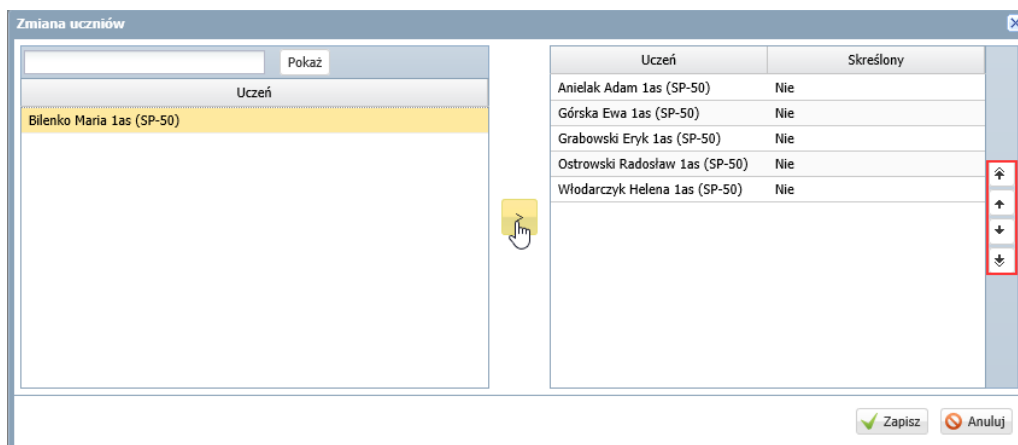 Zmiana uczniów
Pokaż
Uczeń
Bilenko Maria 1as (SP-50)
>
Uczeń Skreślony
Anielak Adam 1as (SP-50) Nie
Górska Ewa 1as (SP-50) Nie
Grabowski Eryk 1as (SP-50) Nie
Ostrowski Radosław 1as (SP-50) Nie
Włodarczyk Helena 1as (SP-50) Nie
Zapisz Anuluj